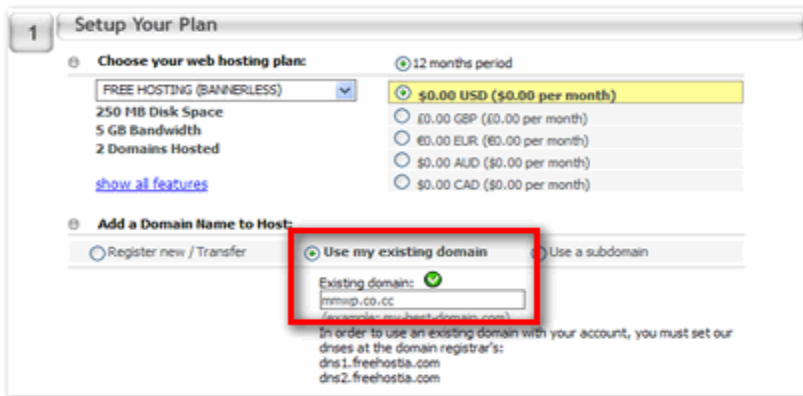 1 Setup Your Plan
Choose your web hosting plan: 12 months period
FREE HOSTING (BANNERLESS) $0.00 USD ($0.00 per month)
250 MB Disk Space £0.00 GBP (£0.00 per month)
5 GB Bandwidth €0.00 EUR (€0.00 per month)
2 Domains Hosted $0.00 AUD ($0.00 per month)
show all features $0.00 CAD ($0.00 per month)
Add a Domain Name to Host:
Register new / Transfer Use my existing domain Use a subdomain
Existing domain:
mmwp.co.cc
(example: my-best-domain.com)
In order to use an existing domain with your account, you must set our
dnses at the domain registrar's:
dns1.freehostia.com
dns2.freehostia.com